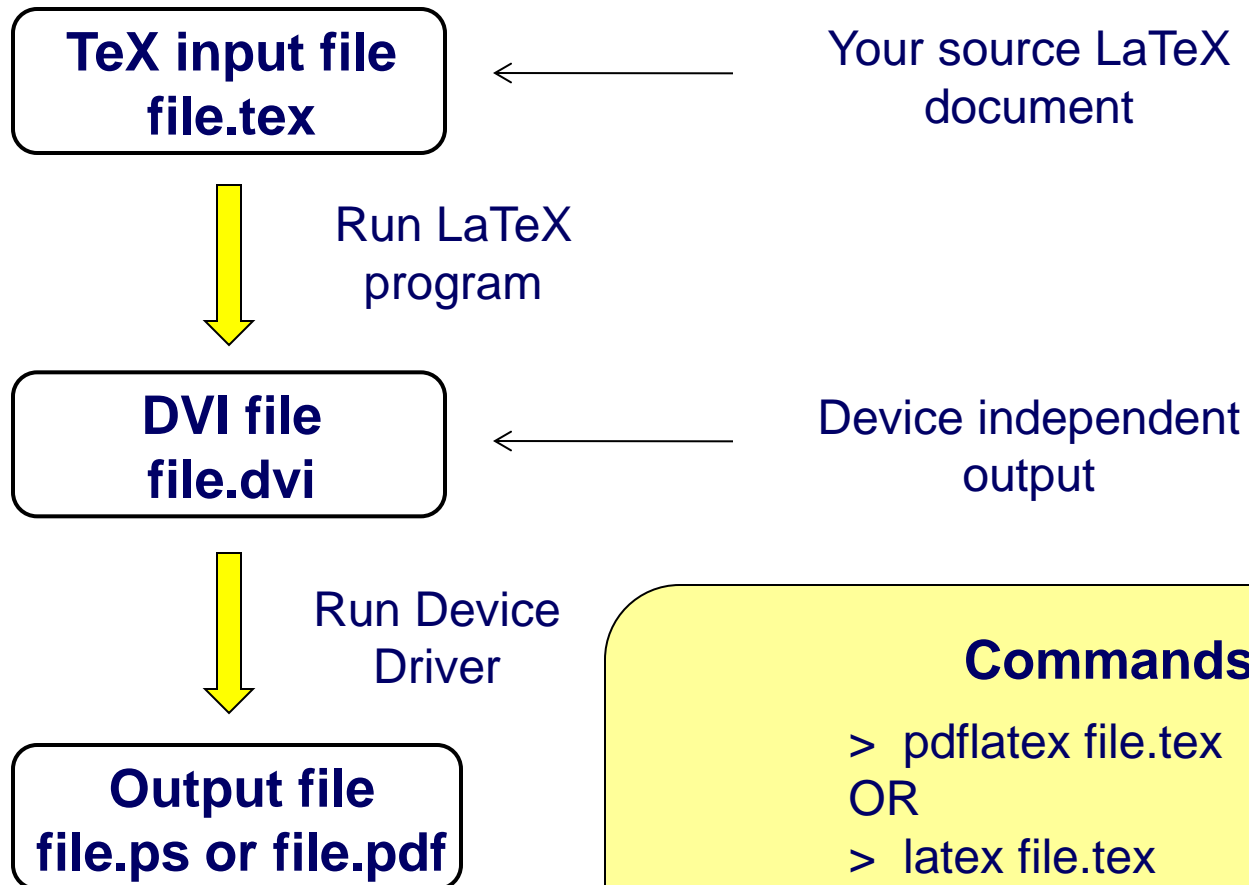 TeX input file
file.tex
Your source LaTeX
document
Run LaTeX
program
DVI file
file.dvi
Device independent
output
Run Device
Driver
Output file
file.ps or file.pdf
Commands
> pdflatex file.tex
OR
> latex file.tex